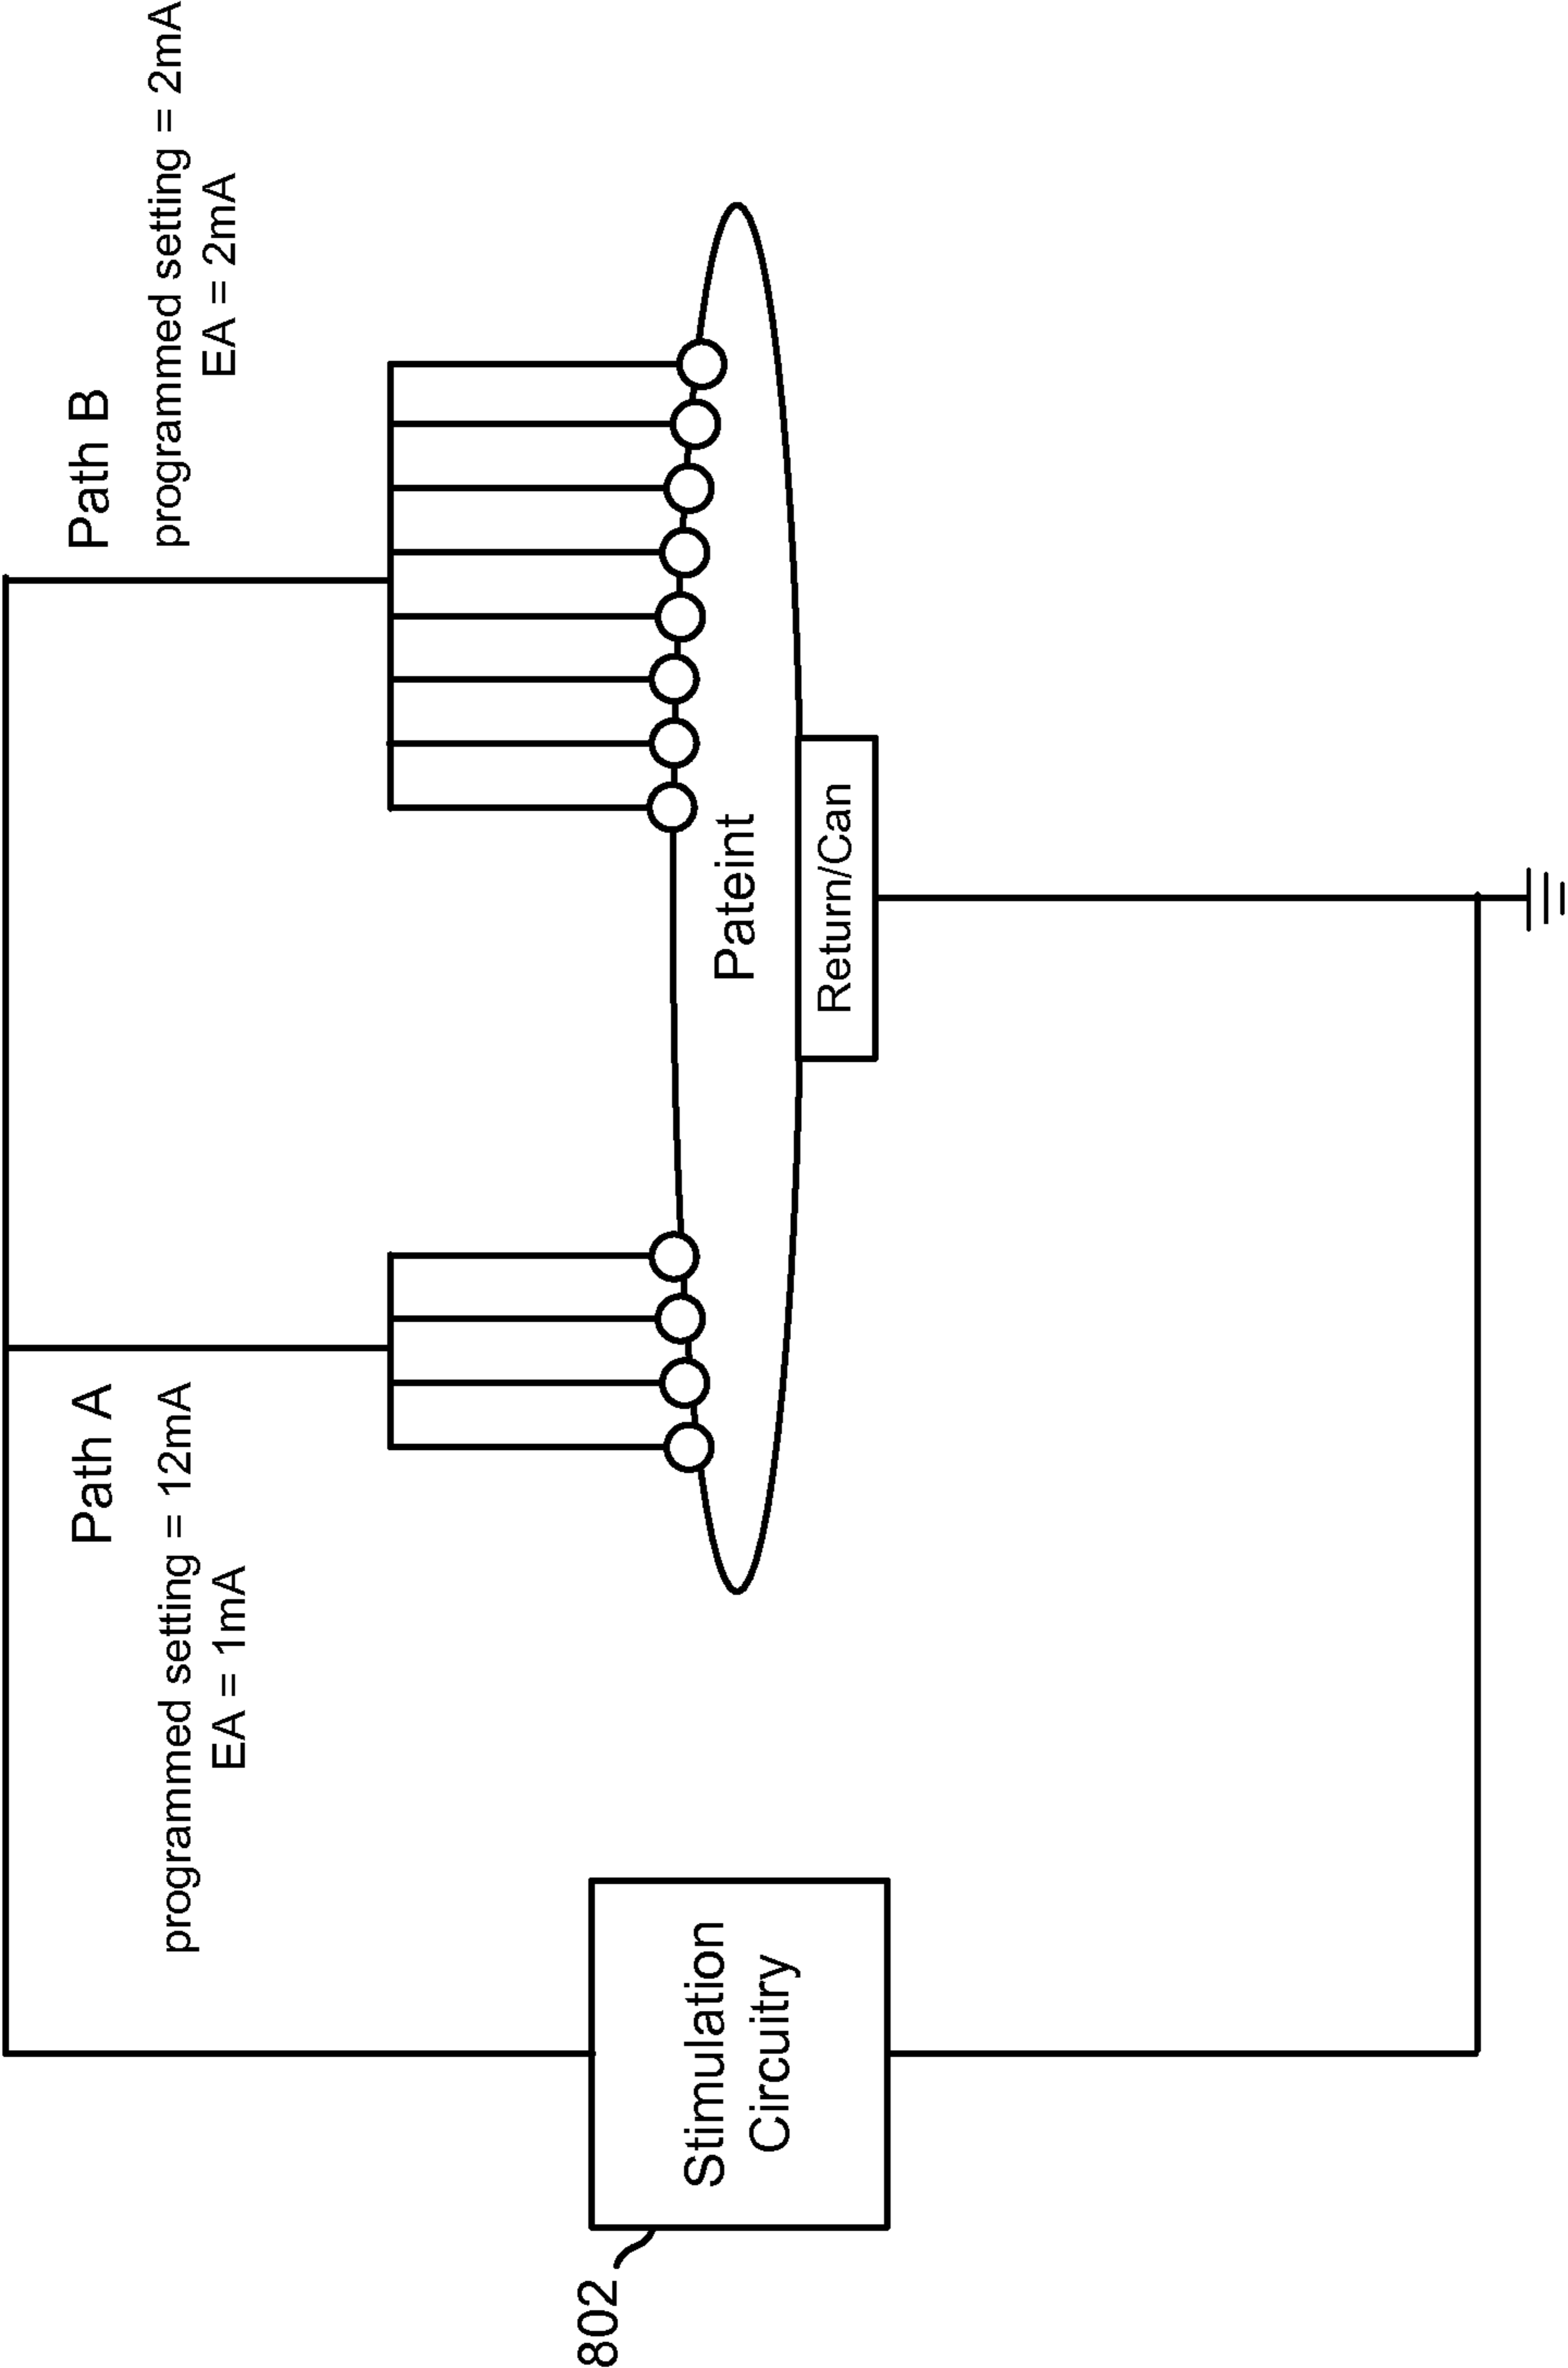 Path A
programmed setting = 12mA
EA = 1mA
Path B
programmed setting = 2mA
EA = 2mA
802
Stimulation
Circuitry
Pateint
Return/Can